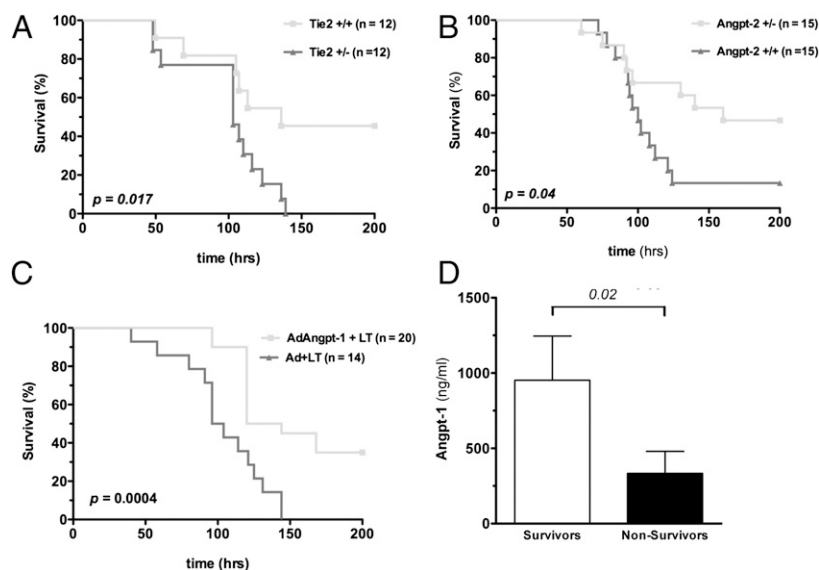 A
Tie2 +/+ (n = 12)
Tie2 +/- (n =12)
100
80
60
40
20
0
Survival (%)
p = 0.017
0 50 100 150 200
time (hrs)
B
Angpt-2 +/- (n = 15)
Angpt-2 +/+ (n =15)
100
80
60
40
20
0
Survival (%)
p = 0.04
0 50 100 150 200
time (hrs)
C
AdAngpt-1 + LT (n = 20)
Ad+LT (n = 14)
100
80
60
40
20
0
Survival (%)
p = 0.0004
0 50 100 150 200
time (hrs)
D
0.02
1500
1000
500
0
Angpt-1 (ng/ml)
Survivors Non-Survivors